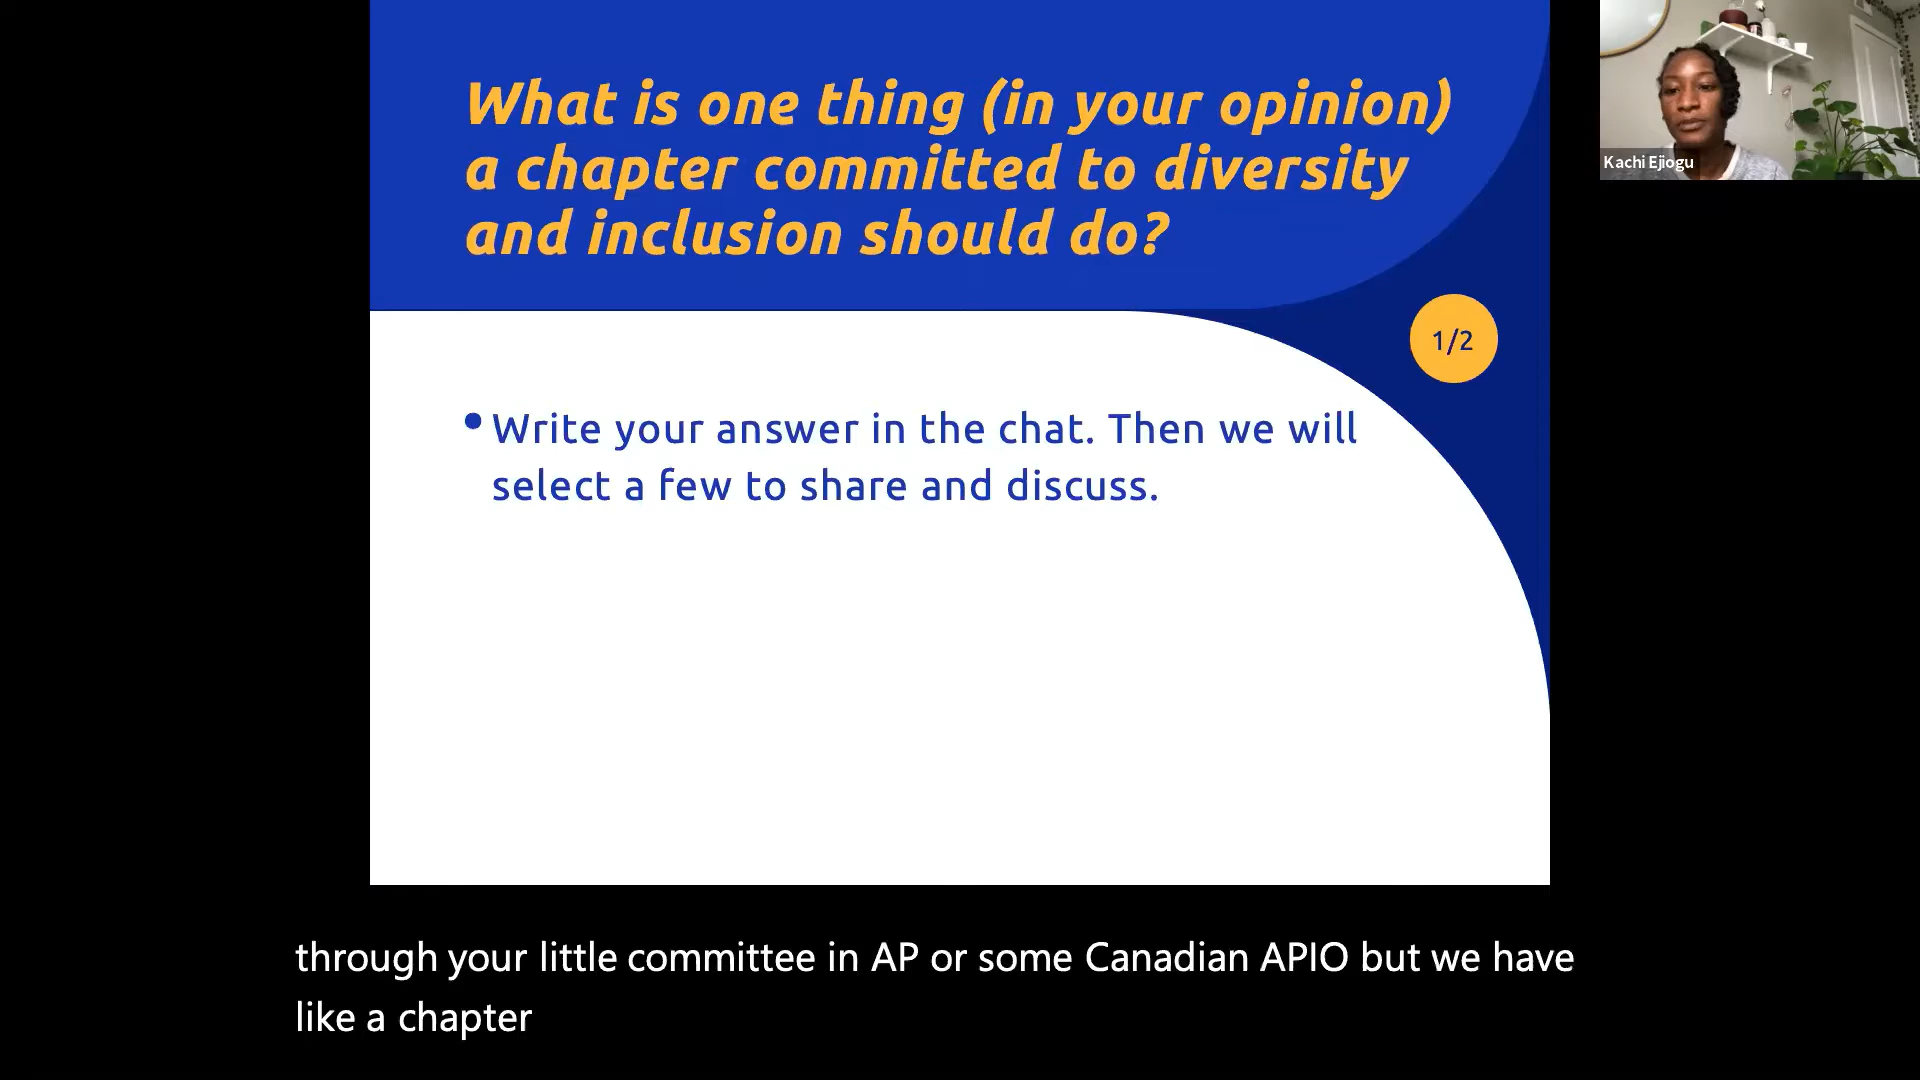 What is one thing (in your opinion)
a chapter committed to diversity
and inclusion should do?
1/2
• Write your answer in the chat. Then we will
select a few to share and discuss.
Kachi Ejiogu
through your little committee in AP or some Canadian APIO but we have
like a chapter